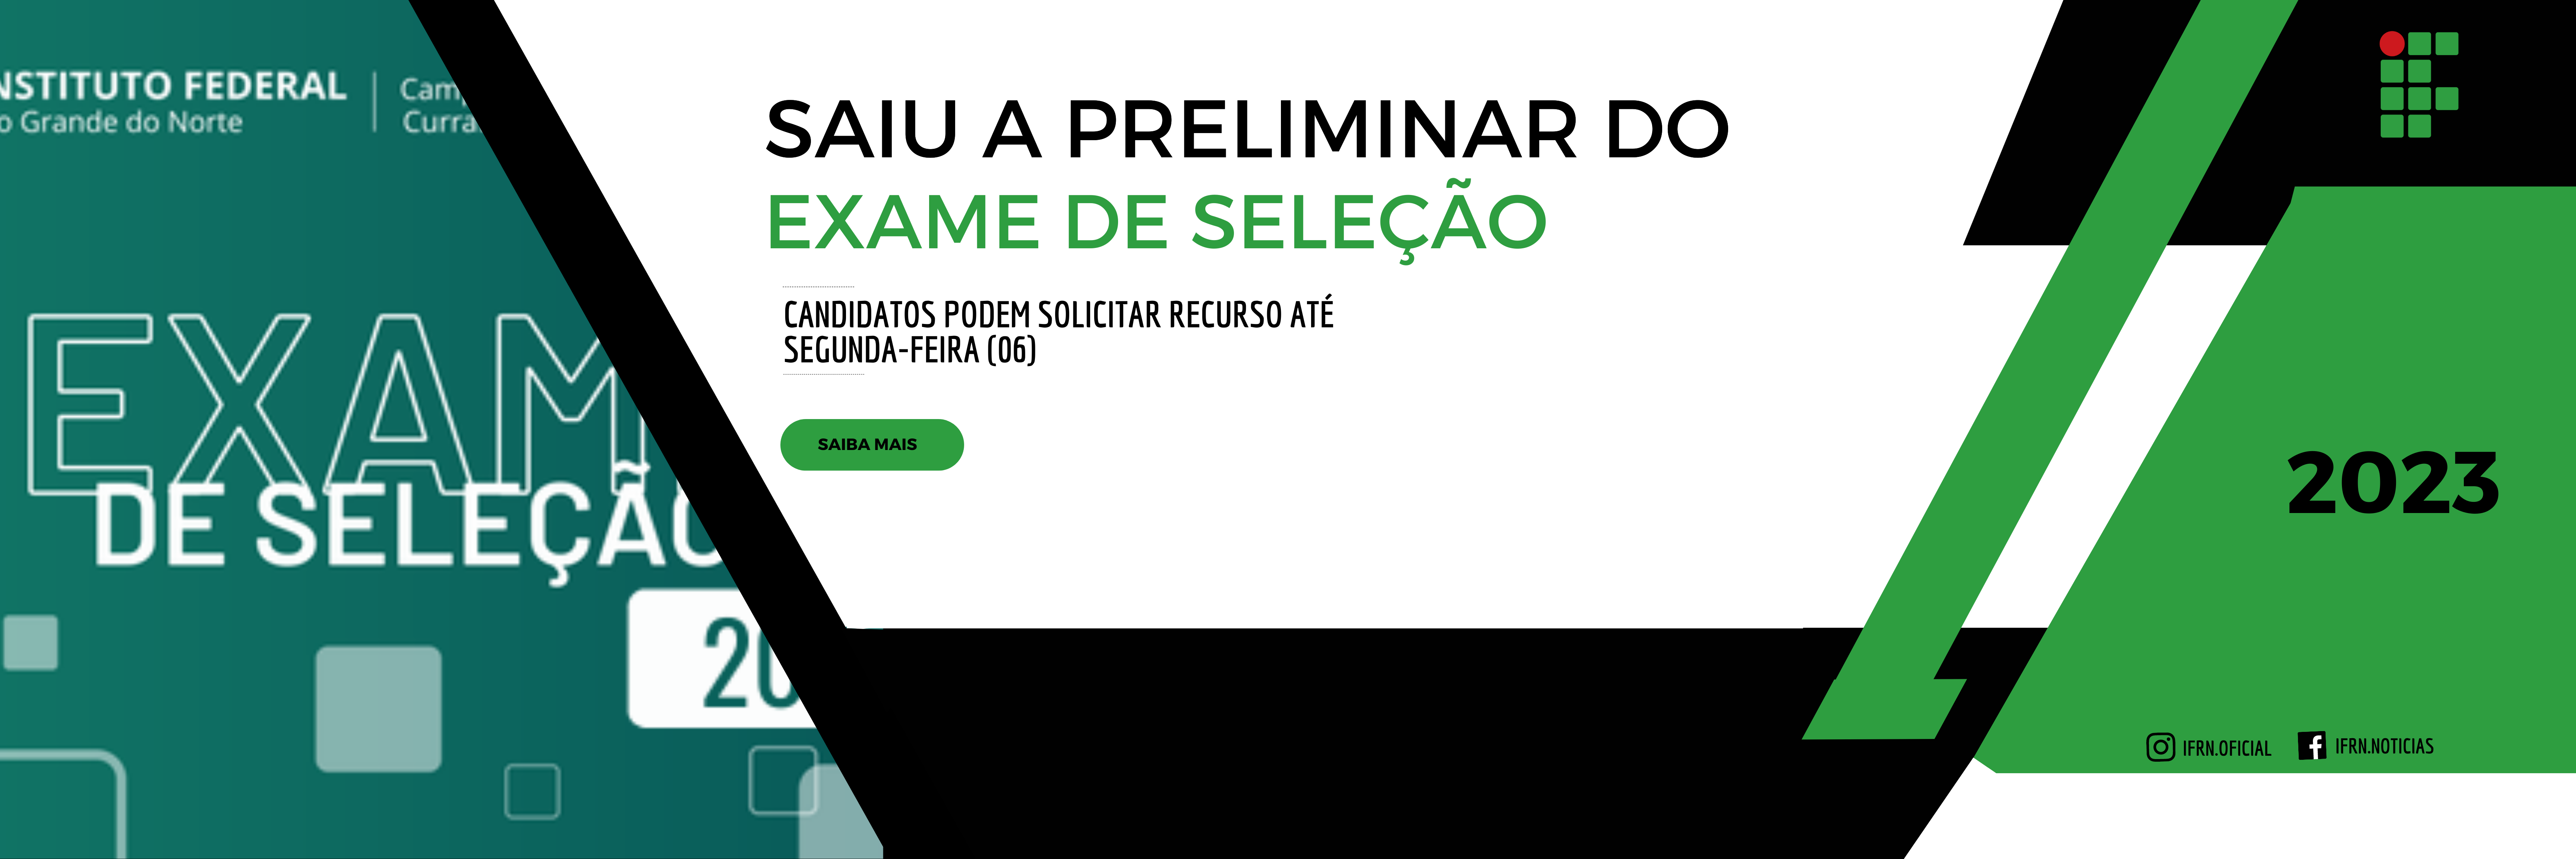 NSTITUTO FEDERAL
o Grande do Norte
Cam
Curra
EXAM
DE SELEÇÃO
20
SAIU A PRELIMINAR DO
EXAME DE SELEÇÃO
CANDIDATOS PODEM SOLICITAR RECURSO ATÉ
SEGUNDA-FEIRA (06)
SAIBA MAIS
2023
IFRN.OFICIAL
IFRN.NOTICIAS